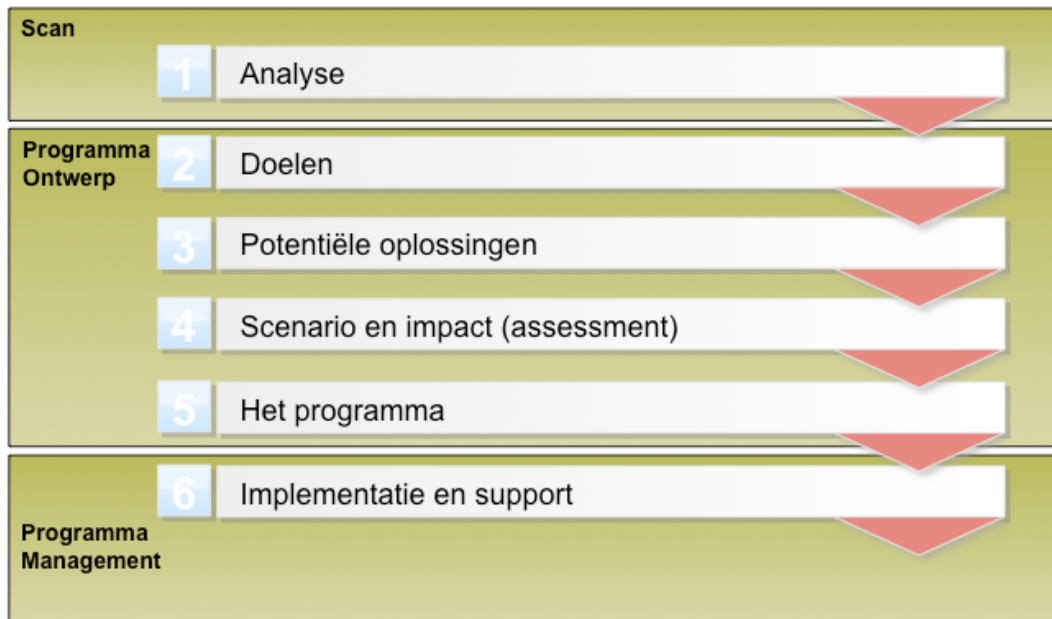 Scan
1 Analyse
Programma
Ontwerp
2 Doelen
3 Potentiële oplossingen
4 Scenario en impact (assessment)
5 Het programma
6 Implementatie en support
Programma
Management